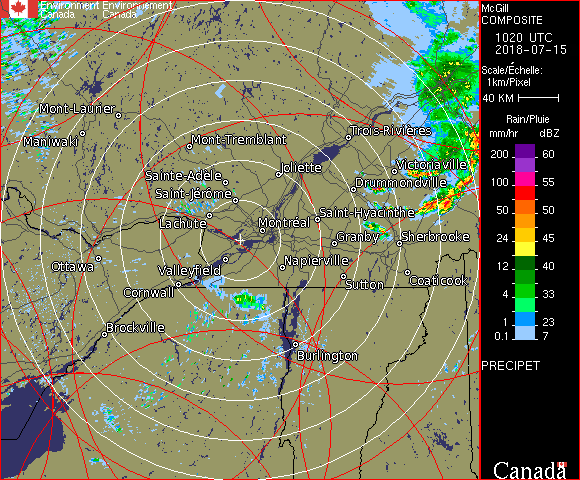 Environment Environnement
Canada Canada
Mont-Laurier
Maniwaki
Mont-Tremblant
Trois-Rivières
Sainte-Adèle
Joliette
Victoriaville
Saint-Jérôme
Drummondville
Lachute
Montréal
Saint-Hyacinthe
Granby
Sherbrooke
Ottawa
Valleyfield
Napierville
Cornwall
Sutton
Coaticook
Brockville
Burlington
McGill
COMPOSITE
1020 UTC
2018-07-15
Scale/Échelle:
1km/Pixel
40 KM
Rain/Pluie
mm/hr dBZ
200 60
100 55
50 50
24 45
12 40
4 33
2 23
0.1 7
PRECIPET
Canada